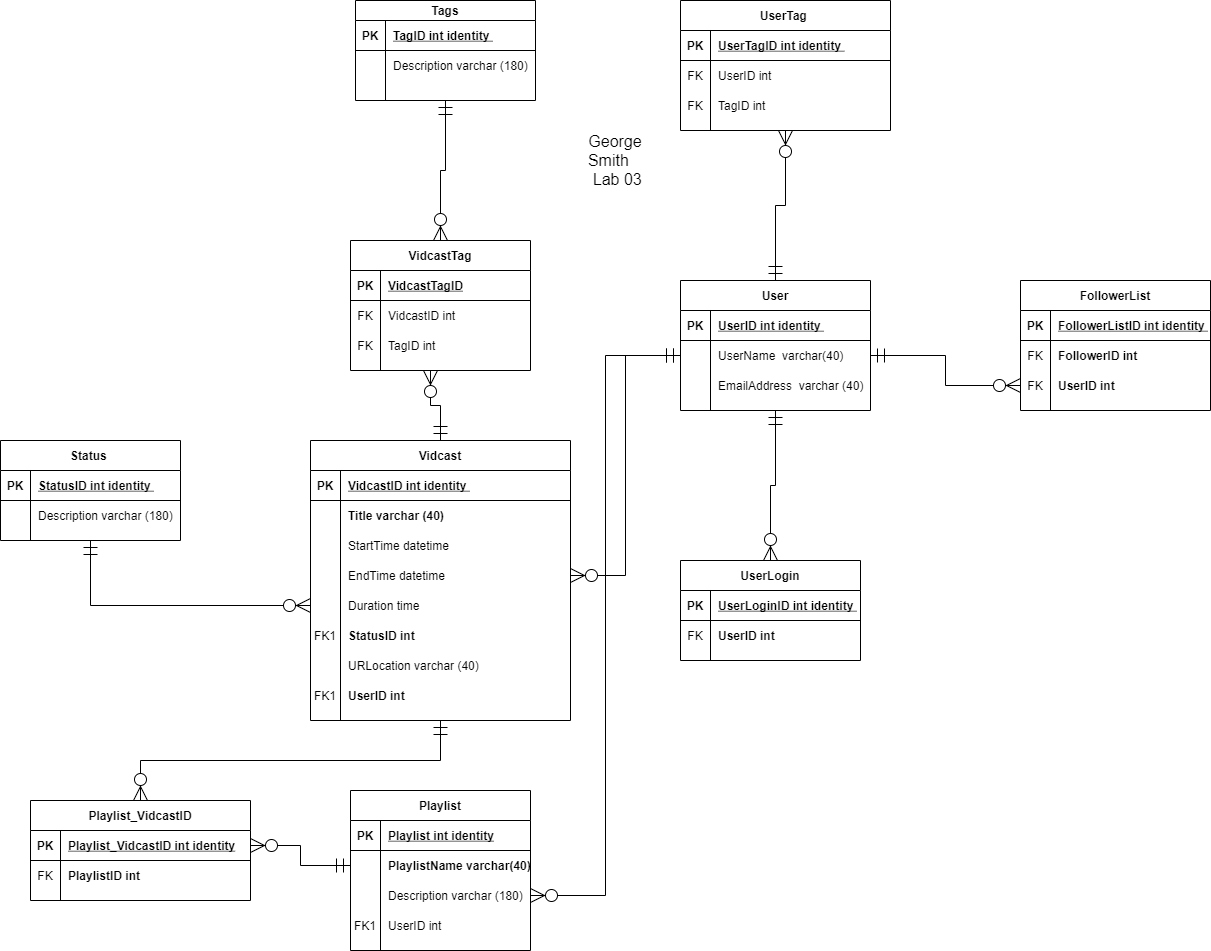 Tags
PK TagID int identity
Description varchar (180)
UserTag
PK UserTagID int identity
FK UserID int
FK TagID int
George
Smith
Lab 03
VidcastTag
PK VidcastTagID
FK VidcastID int
FK TagID int
User
PK UserID int identity
UserName varchar(40)
EmailAddress varchar (40)
FollowerList
PK FollowerListID int identity
FK FollowerID int
FK UserID int
Status
PK StatusID int identity
Description varchar (180)
Vidcast
PK VidcastID int identity
Title varchar (40)
StartTime datetime
EndTime datetime
Duration time
FK1 StatusID int
URLocation varchar (40)
FK1 UserID int
UserLogin
PK UserLoginID int identity
FK UserID int
Playlist_VidcastID
PK Playlist_VidcastID int identity
FK PlaylistID int
Playlist
PK Playlist int identity
PlaylistName varchar(40)
Description varchar (180)
FK1 UserID int